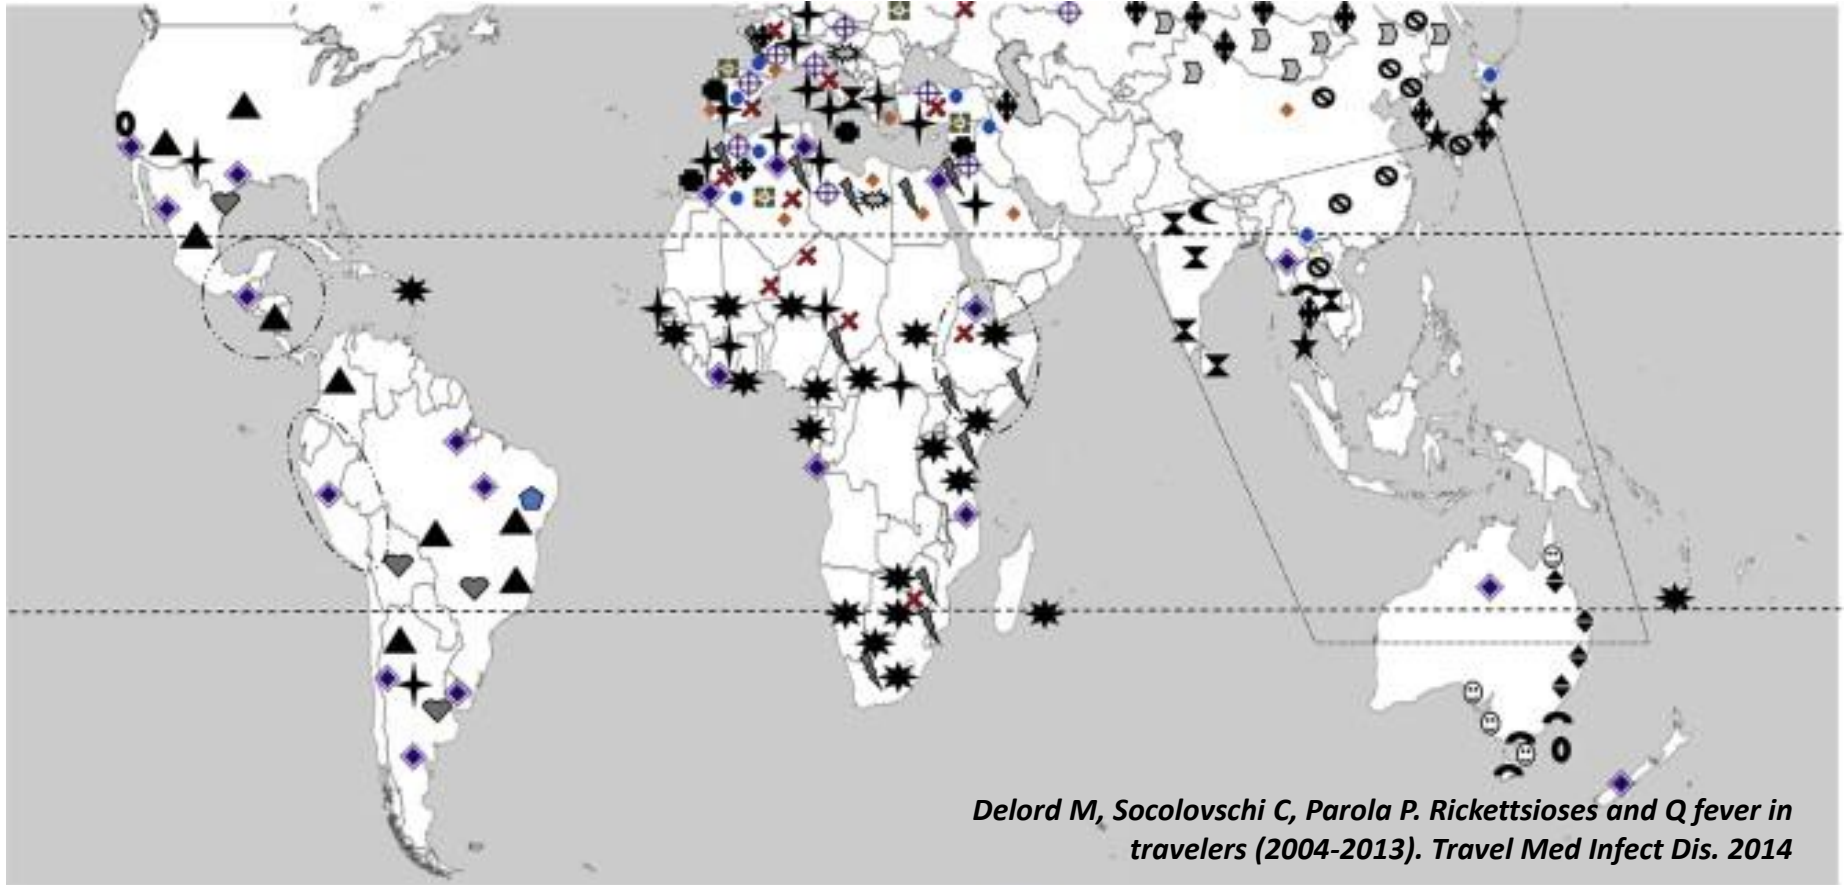 Delord M, Socolovschi C, Parola P. Rickettsioses and Q fever in
travelers (2004-2013). Travel Med Infect Dis. 2014